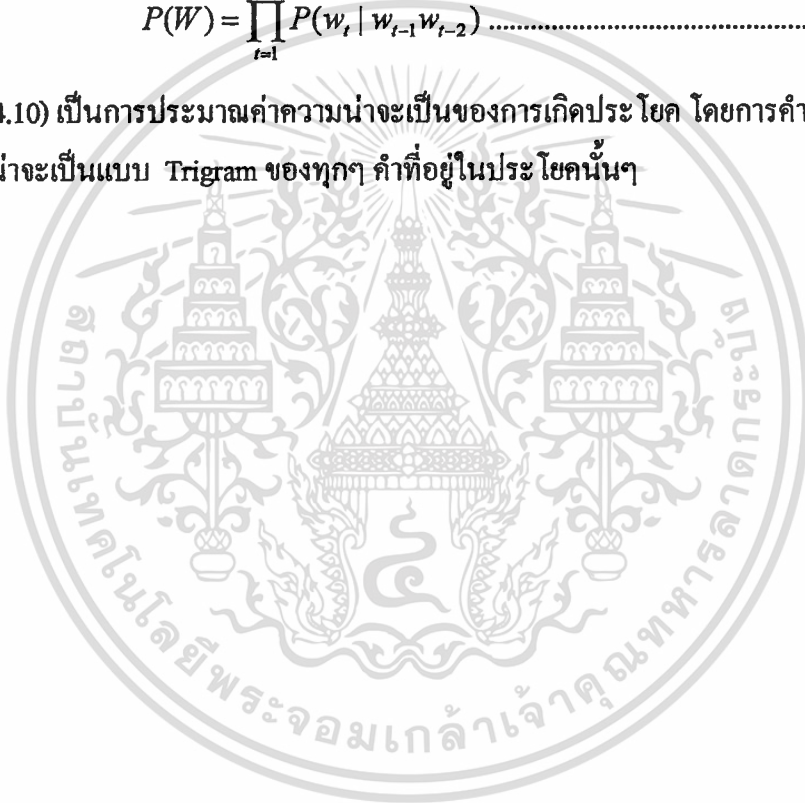 P(W) = ∏ P(w_t | w_{t-1} w_{t-2}) ........................................................
t=1
4.10) เป็นการประมาณค่าความน่าจะเป็นของการเกิดประโยค โดยการคำ
น่าจะเป็นแบบ Trigram ของทุกๆ คำที่อยู่ในประโยคนั้นๆ
สถาบันเทคโนโลยีพระจอมเกล้าเจ้าคุณทหารลาดกระบัง